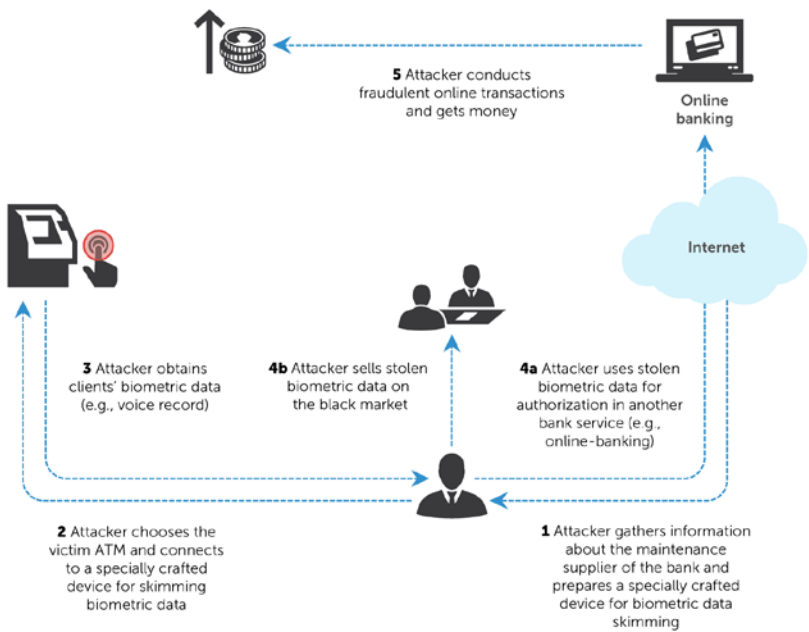 5 Attacker conducts
fraudulent online transactions
and gets money
Online
banking
Internet
3 Attacker obtains
clients' biometric data
(e.g., voice record)
4b Attacker sells stolen
biometric data on
the black market
4a Attacker uses stolen
biometric data for
authorization in another
bank service (e.g.,
online-banking)
2 Attacker chooses the
victim ATM and connects
to a specially crafted
device for skimming
biometric data
1 Attacker gathers information
about the maintenance
supplier of the bank and
prepares a specially crafted
device for biometric data
skimming